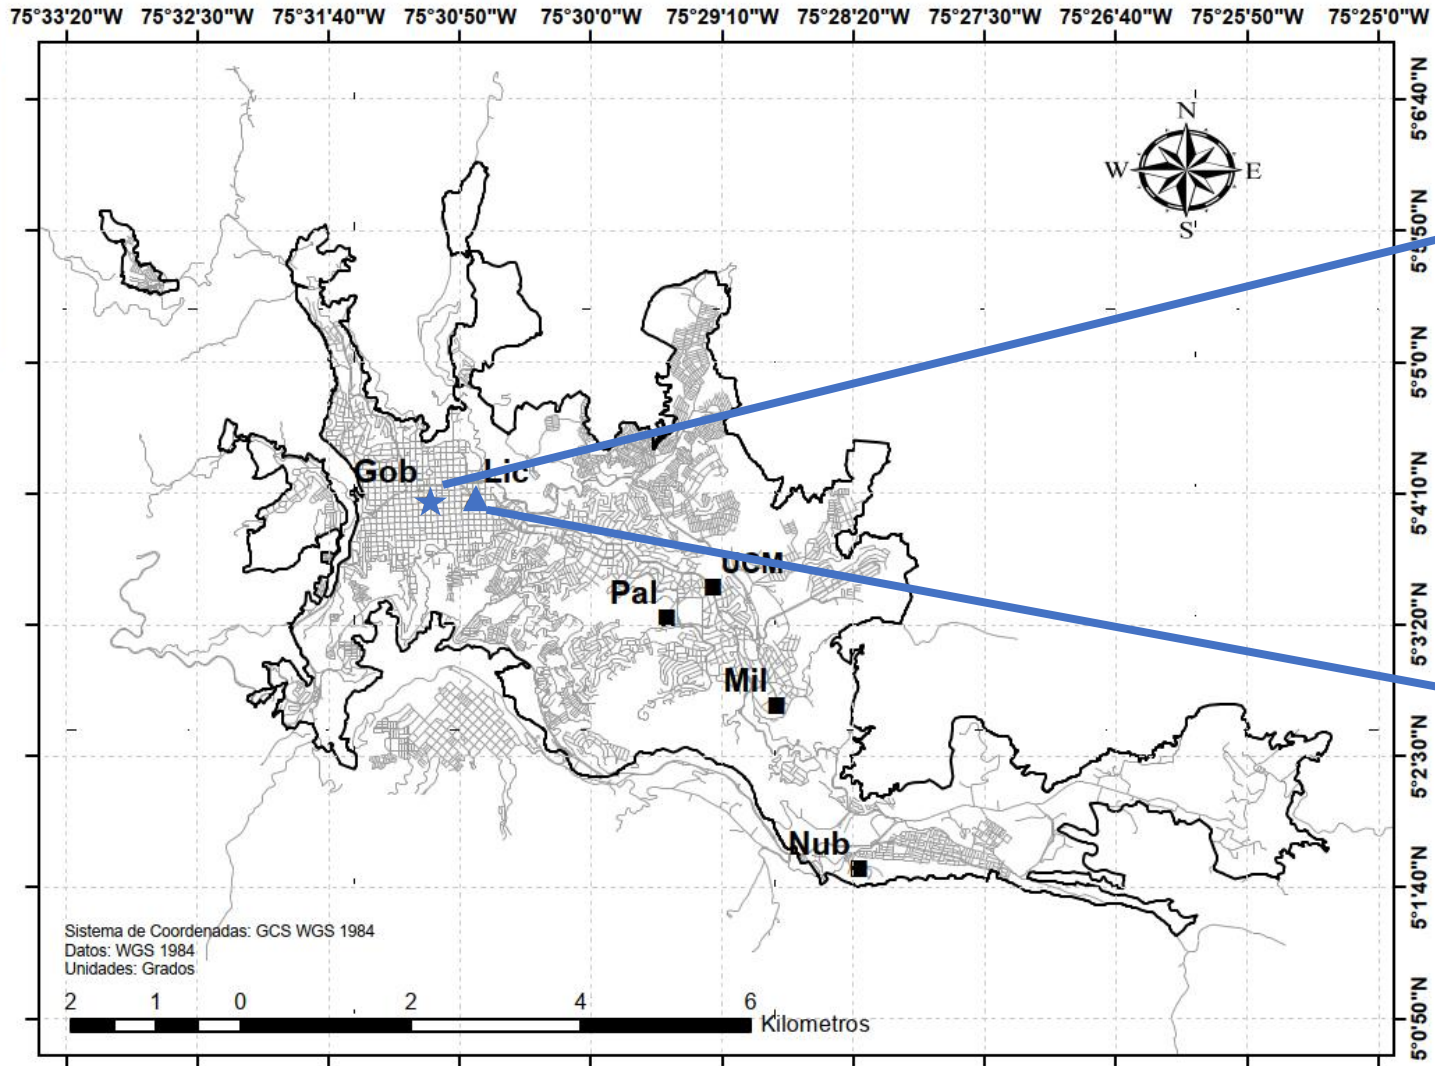 75°33'20"W 75°32'30"W 75°31'40"W 75°30'50"W 75°30'0"W 75°29'10"W 75°28'20"W 75°27'30"W 75°26'40"W 75°25'50"W 75°25'0"W
5°6'40"N
N
W E
S
5°5'50"N
5°5'0"N
Gob Lic
5°4'10"N
UCM
Pal
5°3'20"N
Mil
5°2'30"N
Nub
5°1'40"N
Sistema de Coordenadas: GCS WGS 1984
Datos: WGS 1984
Unidades: Grados
2 1 0 2 4 6
Kilometros
5°0'50"N